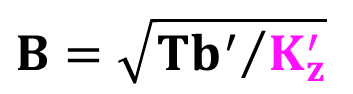 B = √Tb′/K′z